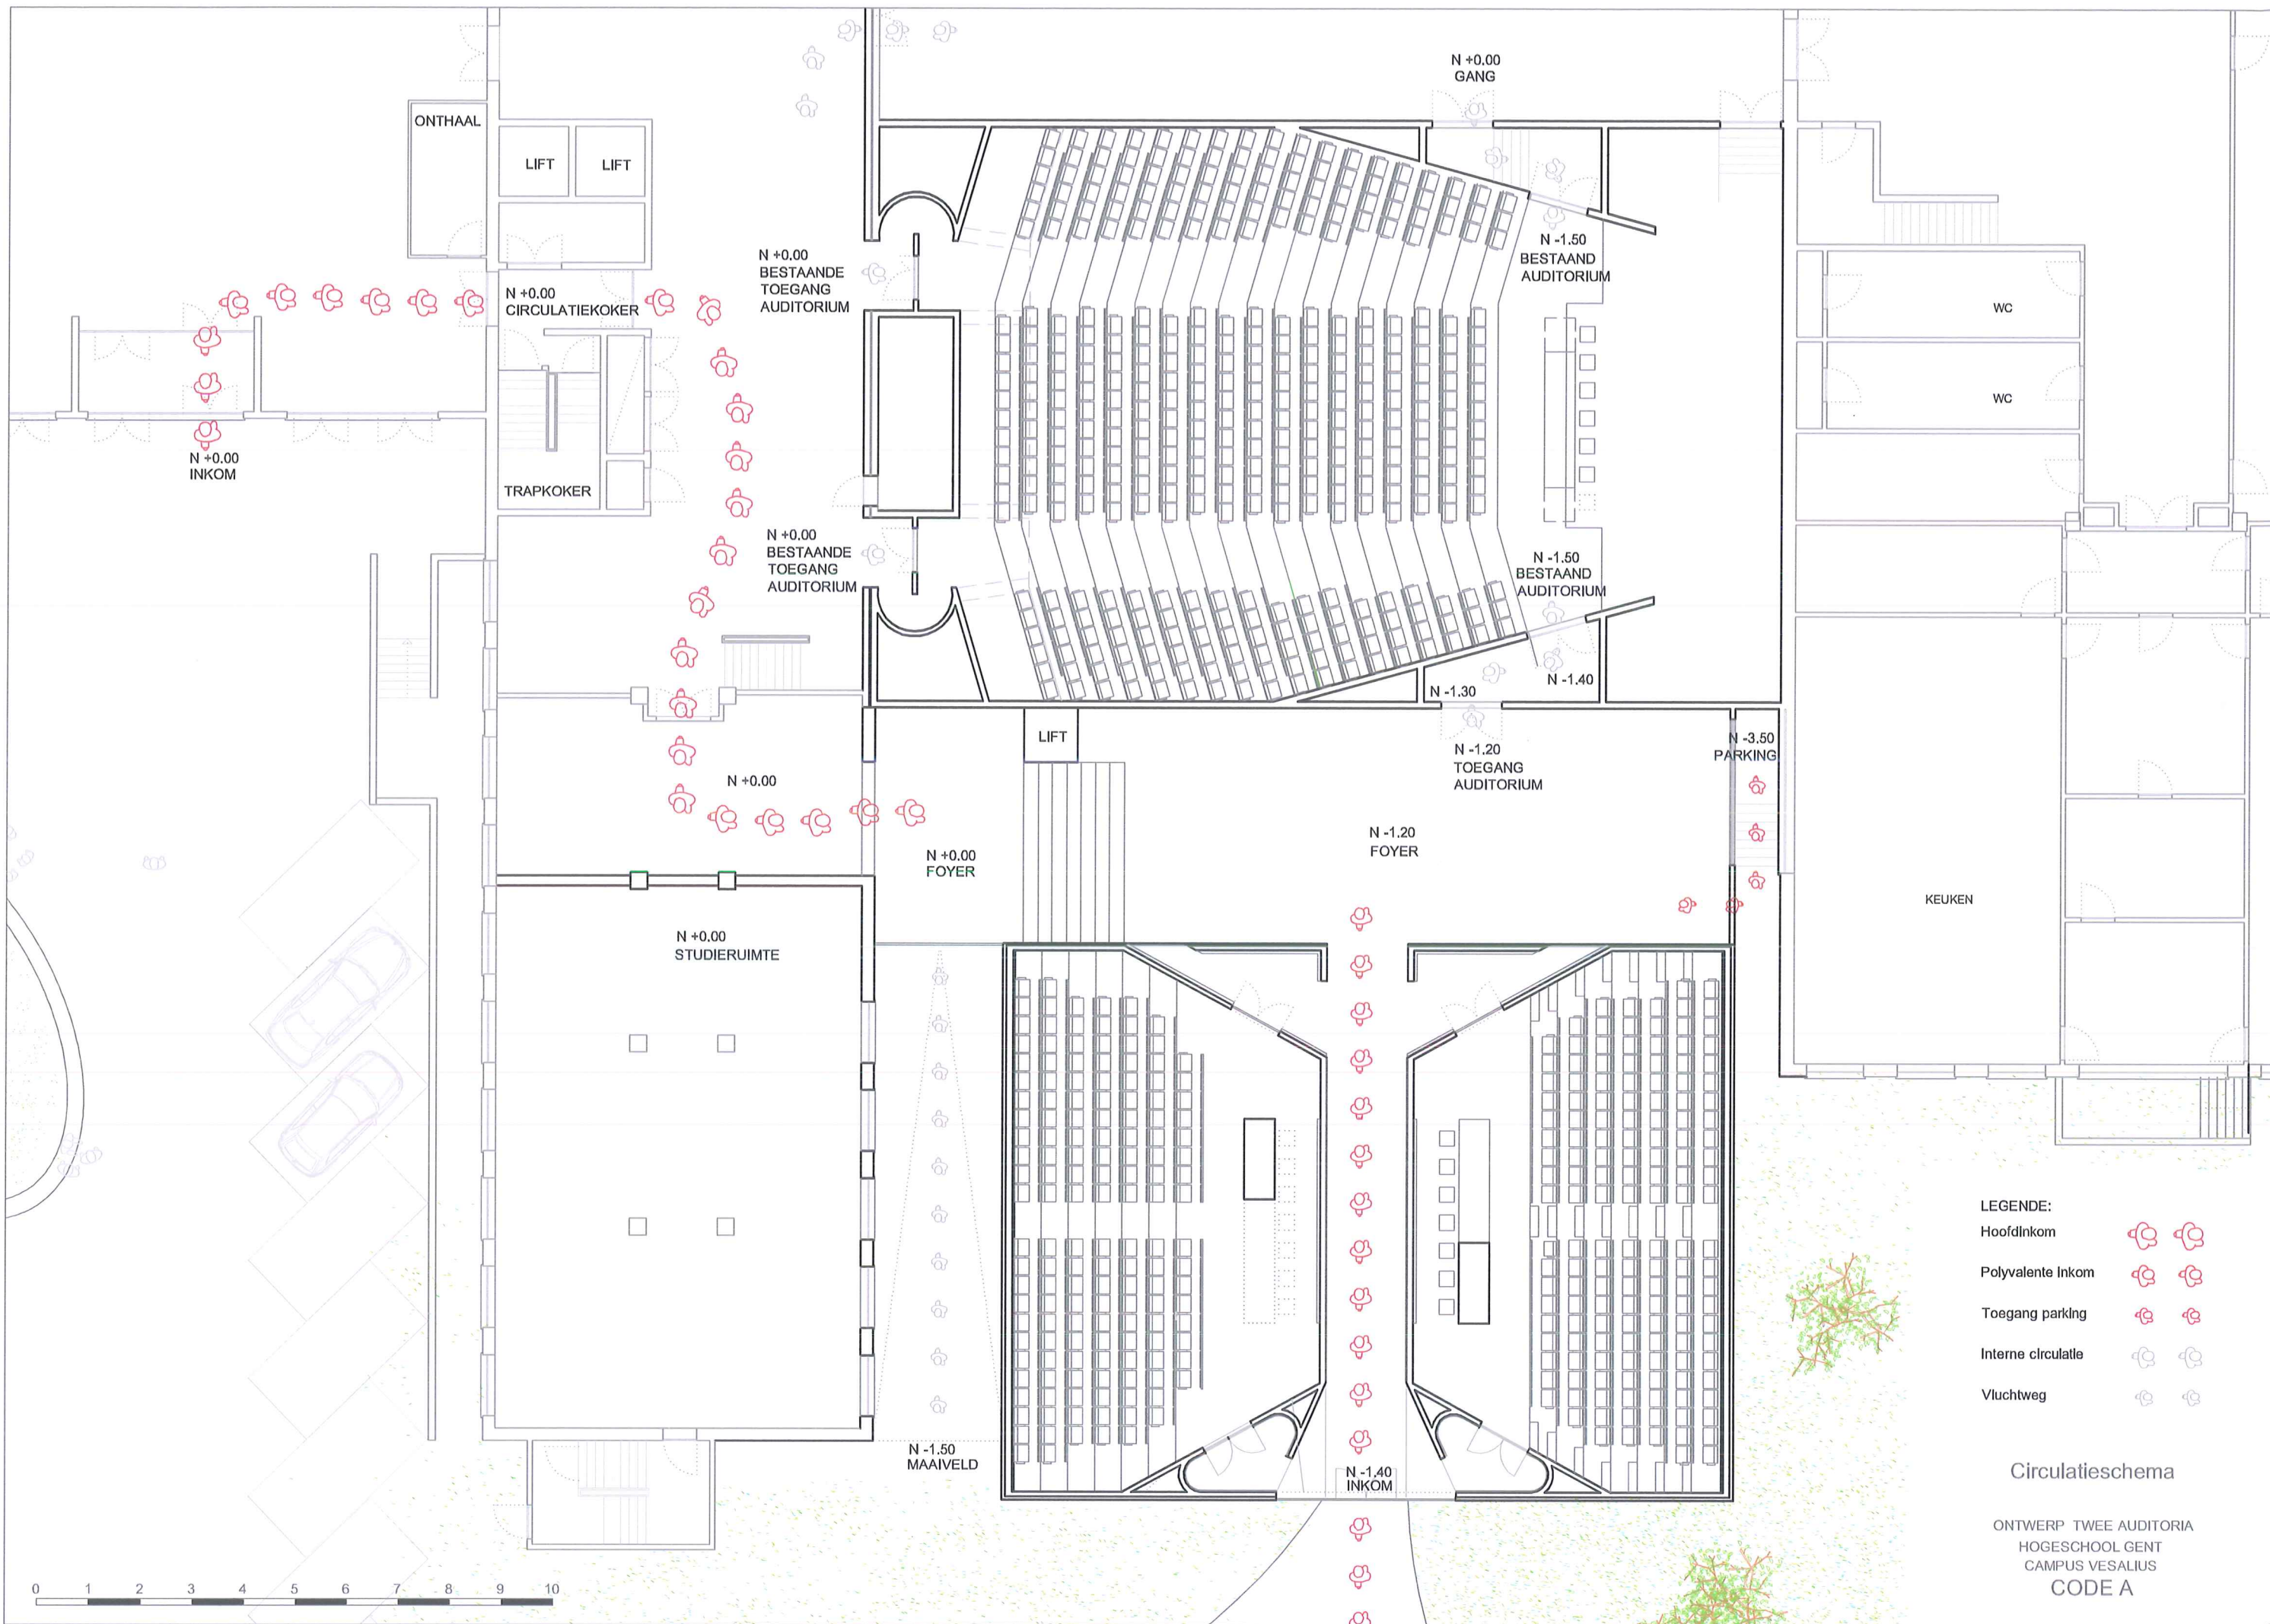 N +0.00
GANG
ONTHAAL
LIFT
LIFT
N +0.00
BESTAANDE
TOEGANG
AUDITORIUM
N -1.50
BESTAAND
AUDITORIUM
N +0.00
CIRCULATIEKOKER
WC
WC
N +0.00
INKOM
TRAPKOKER
N +0.00
BESTAANDE
TOEGANG
AUDITORIUM
N -1.50
BESTAAND
AUDITORIUM
N -1.40
N -1.30
LIFT
N -1.20
TOEGANG
AUDITORIUM
N -3.50
PARKING
N +0.00
N -1.20
FOYER
N +0.00
FOYER
KEUKEN
N +0.00
STUDIERUIMTE
LEGENDE:
Hoofdinkom
Polyvalente Inkom
Toegang parking
Interne circulatie
Vluchtweg
N -1.50
MAAIVELD
N -1.40
INKOM
Circulatieschema
ONTWERP TWEE AUDITORIA
HOGESCHOOL GENT
CAMPUS VESALIUS
CODE A
0 1 2 3 4 5 6 7 8 9 10